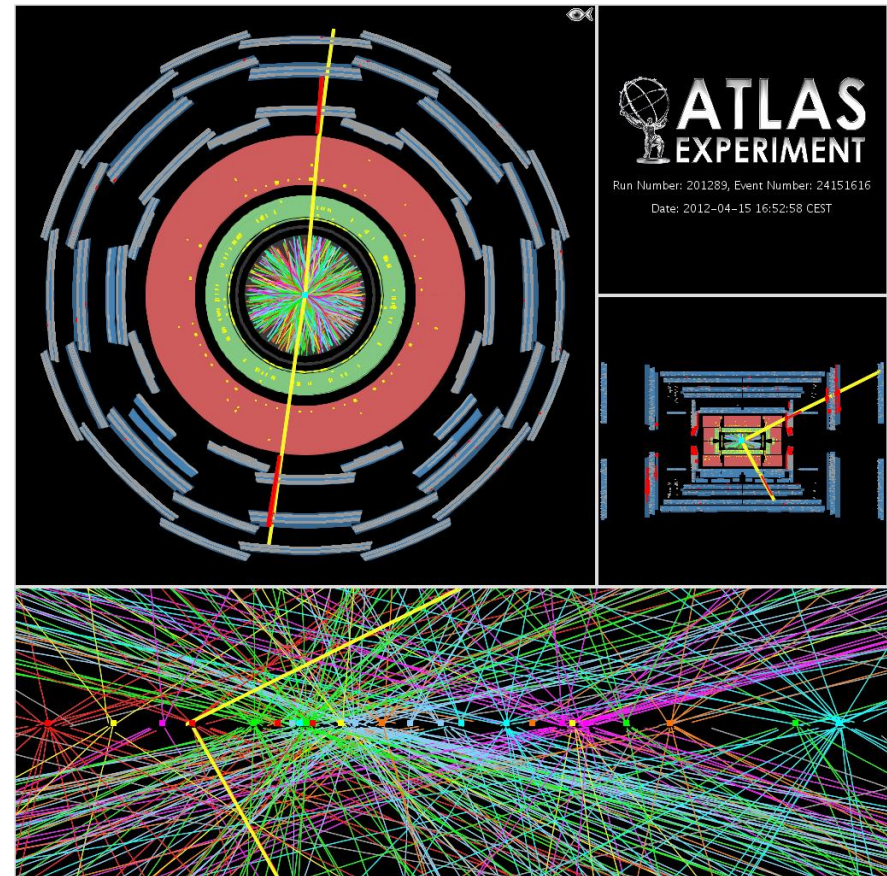 ATLAS
EXPERIMENT
Run Number: 201289, Event Number: 24151616
Date: 2012-04-15 16:52:58 CEST